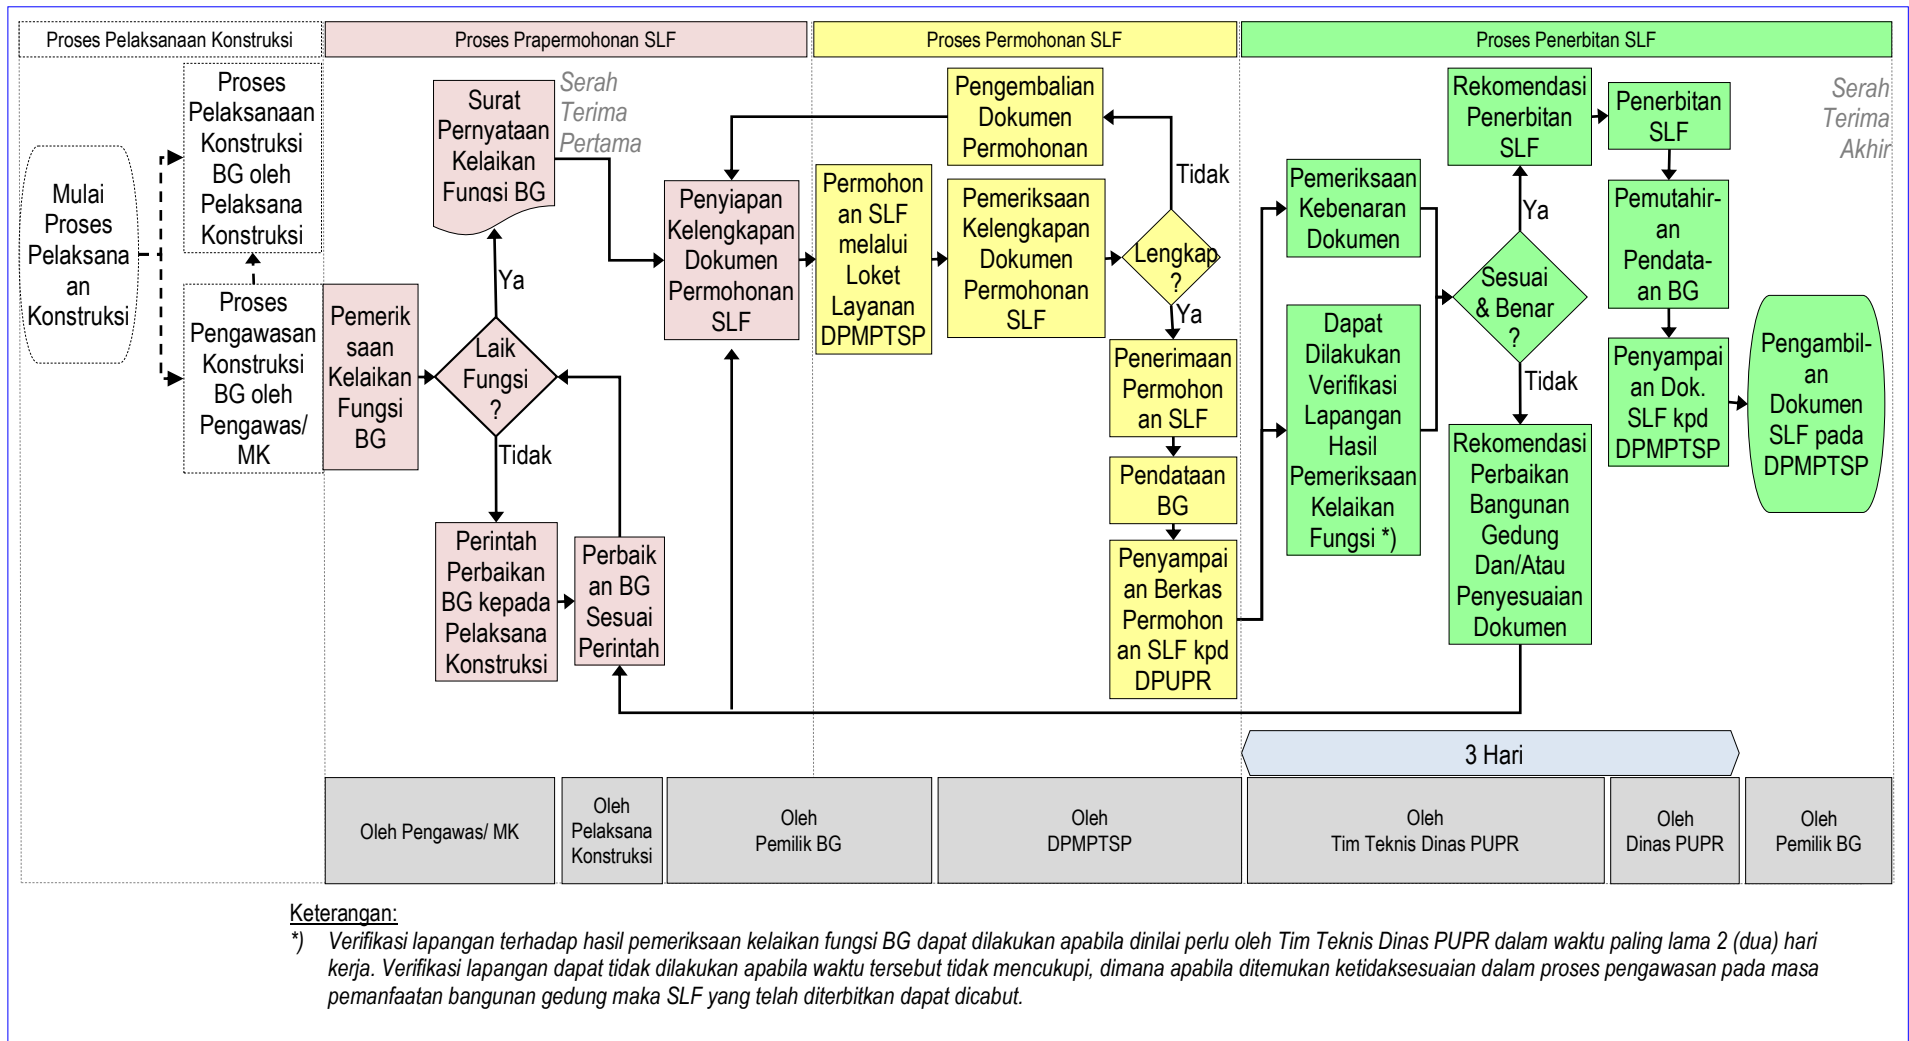 Proses Pelaksanaan Konstruksi
Proses Prapermohonan SLF
Proses Permohonan SLF
Proses Penerbitan SLF
Mulai
Proses
Pelaksana
an
Konstruksi
Proses
Pelaksanaan
Konstruksi
BG oleh
Pelaksana
Konstruksi
Proses
Pengawasan
Konstruksi
BG oleh
Pengawas/
MK
Pemerik
saan
Kelaikan
Fungsi
BG
Surat
Pernyataan
Kelaikan
Fungsi BG
Serah
Terima
Pertama
Ya
Laik
Fungsi
?
Tidak
Perintah
Perbaikan
BG kepada
Pelaksana
Konstruksi
Perbaik
an BG
Sesuai
Perintah
Penyiapan
Kelengkapan
Dokumen
Permohonan
SLF
Permohon
an SLF
melalui
Loket
Layanan
DPMPTSP
Pengembalian
Dokumen
Permohonan
Pemeriksaan
Kelengkapan
Dokumen
Permohonan
SLF
Tidak
Lengkap
?
Ya
Penerimaan
Permohon
an SLF
Pendataan
BG
Penyampai
an Berkas
Permohon
an SLF kpd
DPUPR
Pemeriksaan
Kebenaran
Dokumen
Dapat
Dilakukan
Verifikasi
Lapangan
Hasil
Pemeriksaan
Kelaikan
Fungsi *)
Rekomendasi
Penerbitan
SLF
Ya
Sesuai
& Benar
?
Tidak
Rekomendasi
Perbaikan
Bangunan
Gedung
Dan/Atau
Penyesuaian
Dokumen
Penerbitan
SLF
Pemutahir-
an
Pendata-
an BG
Penyampai
an Dok.
SLF kpd
DPMPTSP
Serah
Terima
Akhir
Pengambil-
an
Dokumen
SLF pada
DPMPTSP
3 Hari
Oleh Pengawas/ MK
Oleh
Pelaksana
Konstruksi
Oleh
Pemilik BG
Oleh
DPMPTSP
Oleh
Tim Teknis Dinas PUPR
Oleh
Dinas PUPR
Oleh
Pemilik BG
Keterangan:
*) Verifikasi lapangan terhadap hasil pemeriksaan kelaikan fungsi BG dapat dilakukan apabila dinilai perlu oleh Tim Teknis Dinas PUPR dalam waktu paling lama 2 (dua) hari
kerja. Verifikasi lapangan dapat tidak dilakukan apabila waktu tersebut tidak mencukupi, dimana apabila ditemukan ketidaksesuaian dalam proses pengawasan pada masa
pemanfaatan bangunan gedung maka SLF yang telah diterbitkan dapat dicabut.